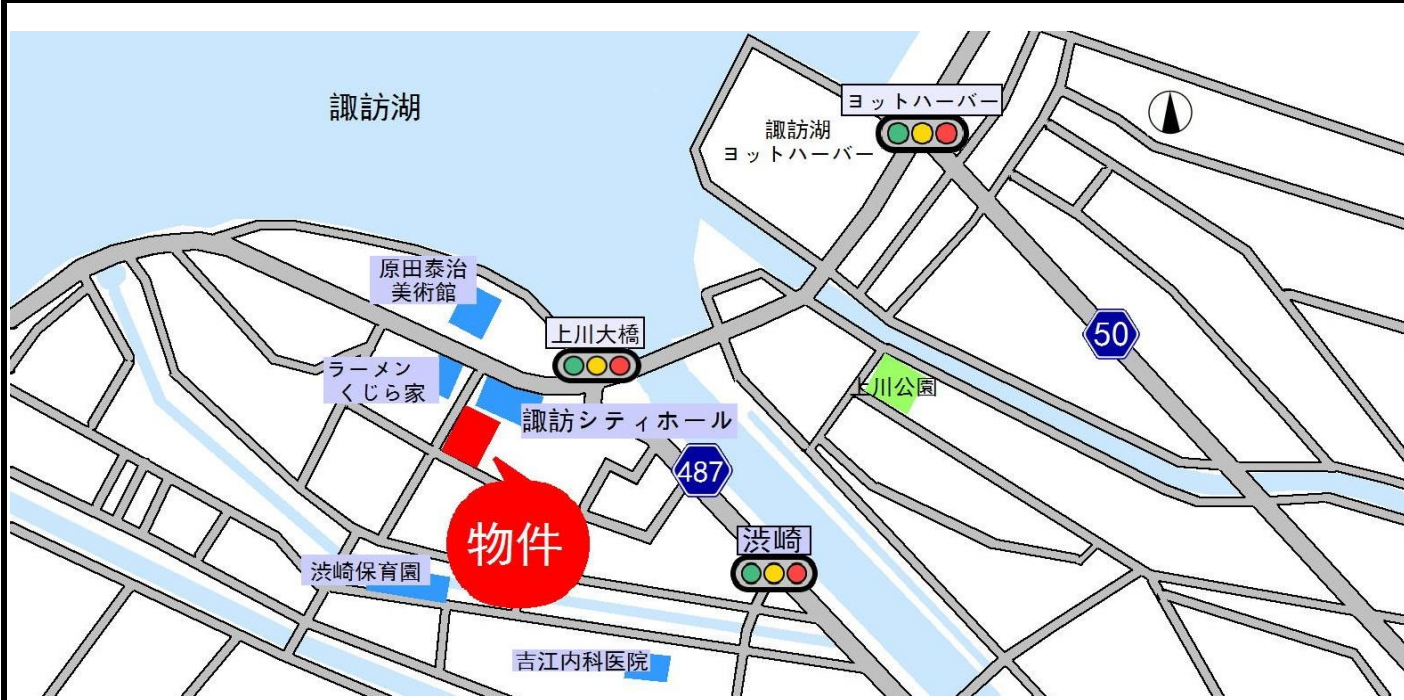 諏訪湖
ヨットハーバー
諏訪湖
ヨットハーバー
原田泰治
美術館
上川大橋
50
ラーメン
くじら家
上川公園
諏訪シティホール
487
物件
渋崎
渋崎保育園
吉江内科医院